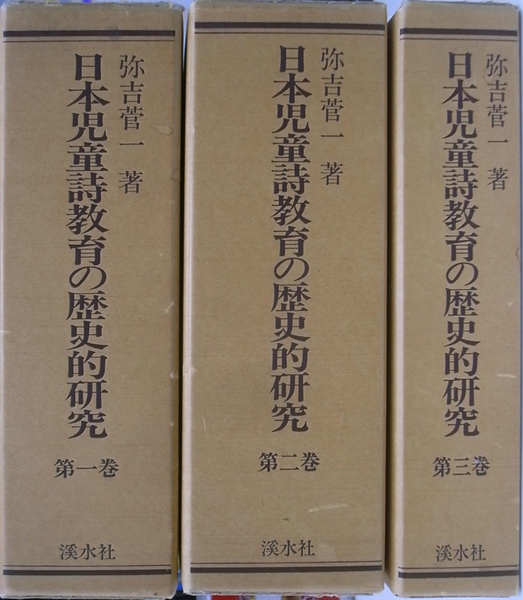 弥吉菅一 著
日本児童詩教育の歴史的研究
第一巻
溪水社
弥吉菅一 著
日本児童詩教育の歴史的研究
第二巻
溪水社
弥吉菅一 著
日本児童詩教育の歴史的研究
第三巻
溪水社